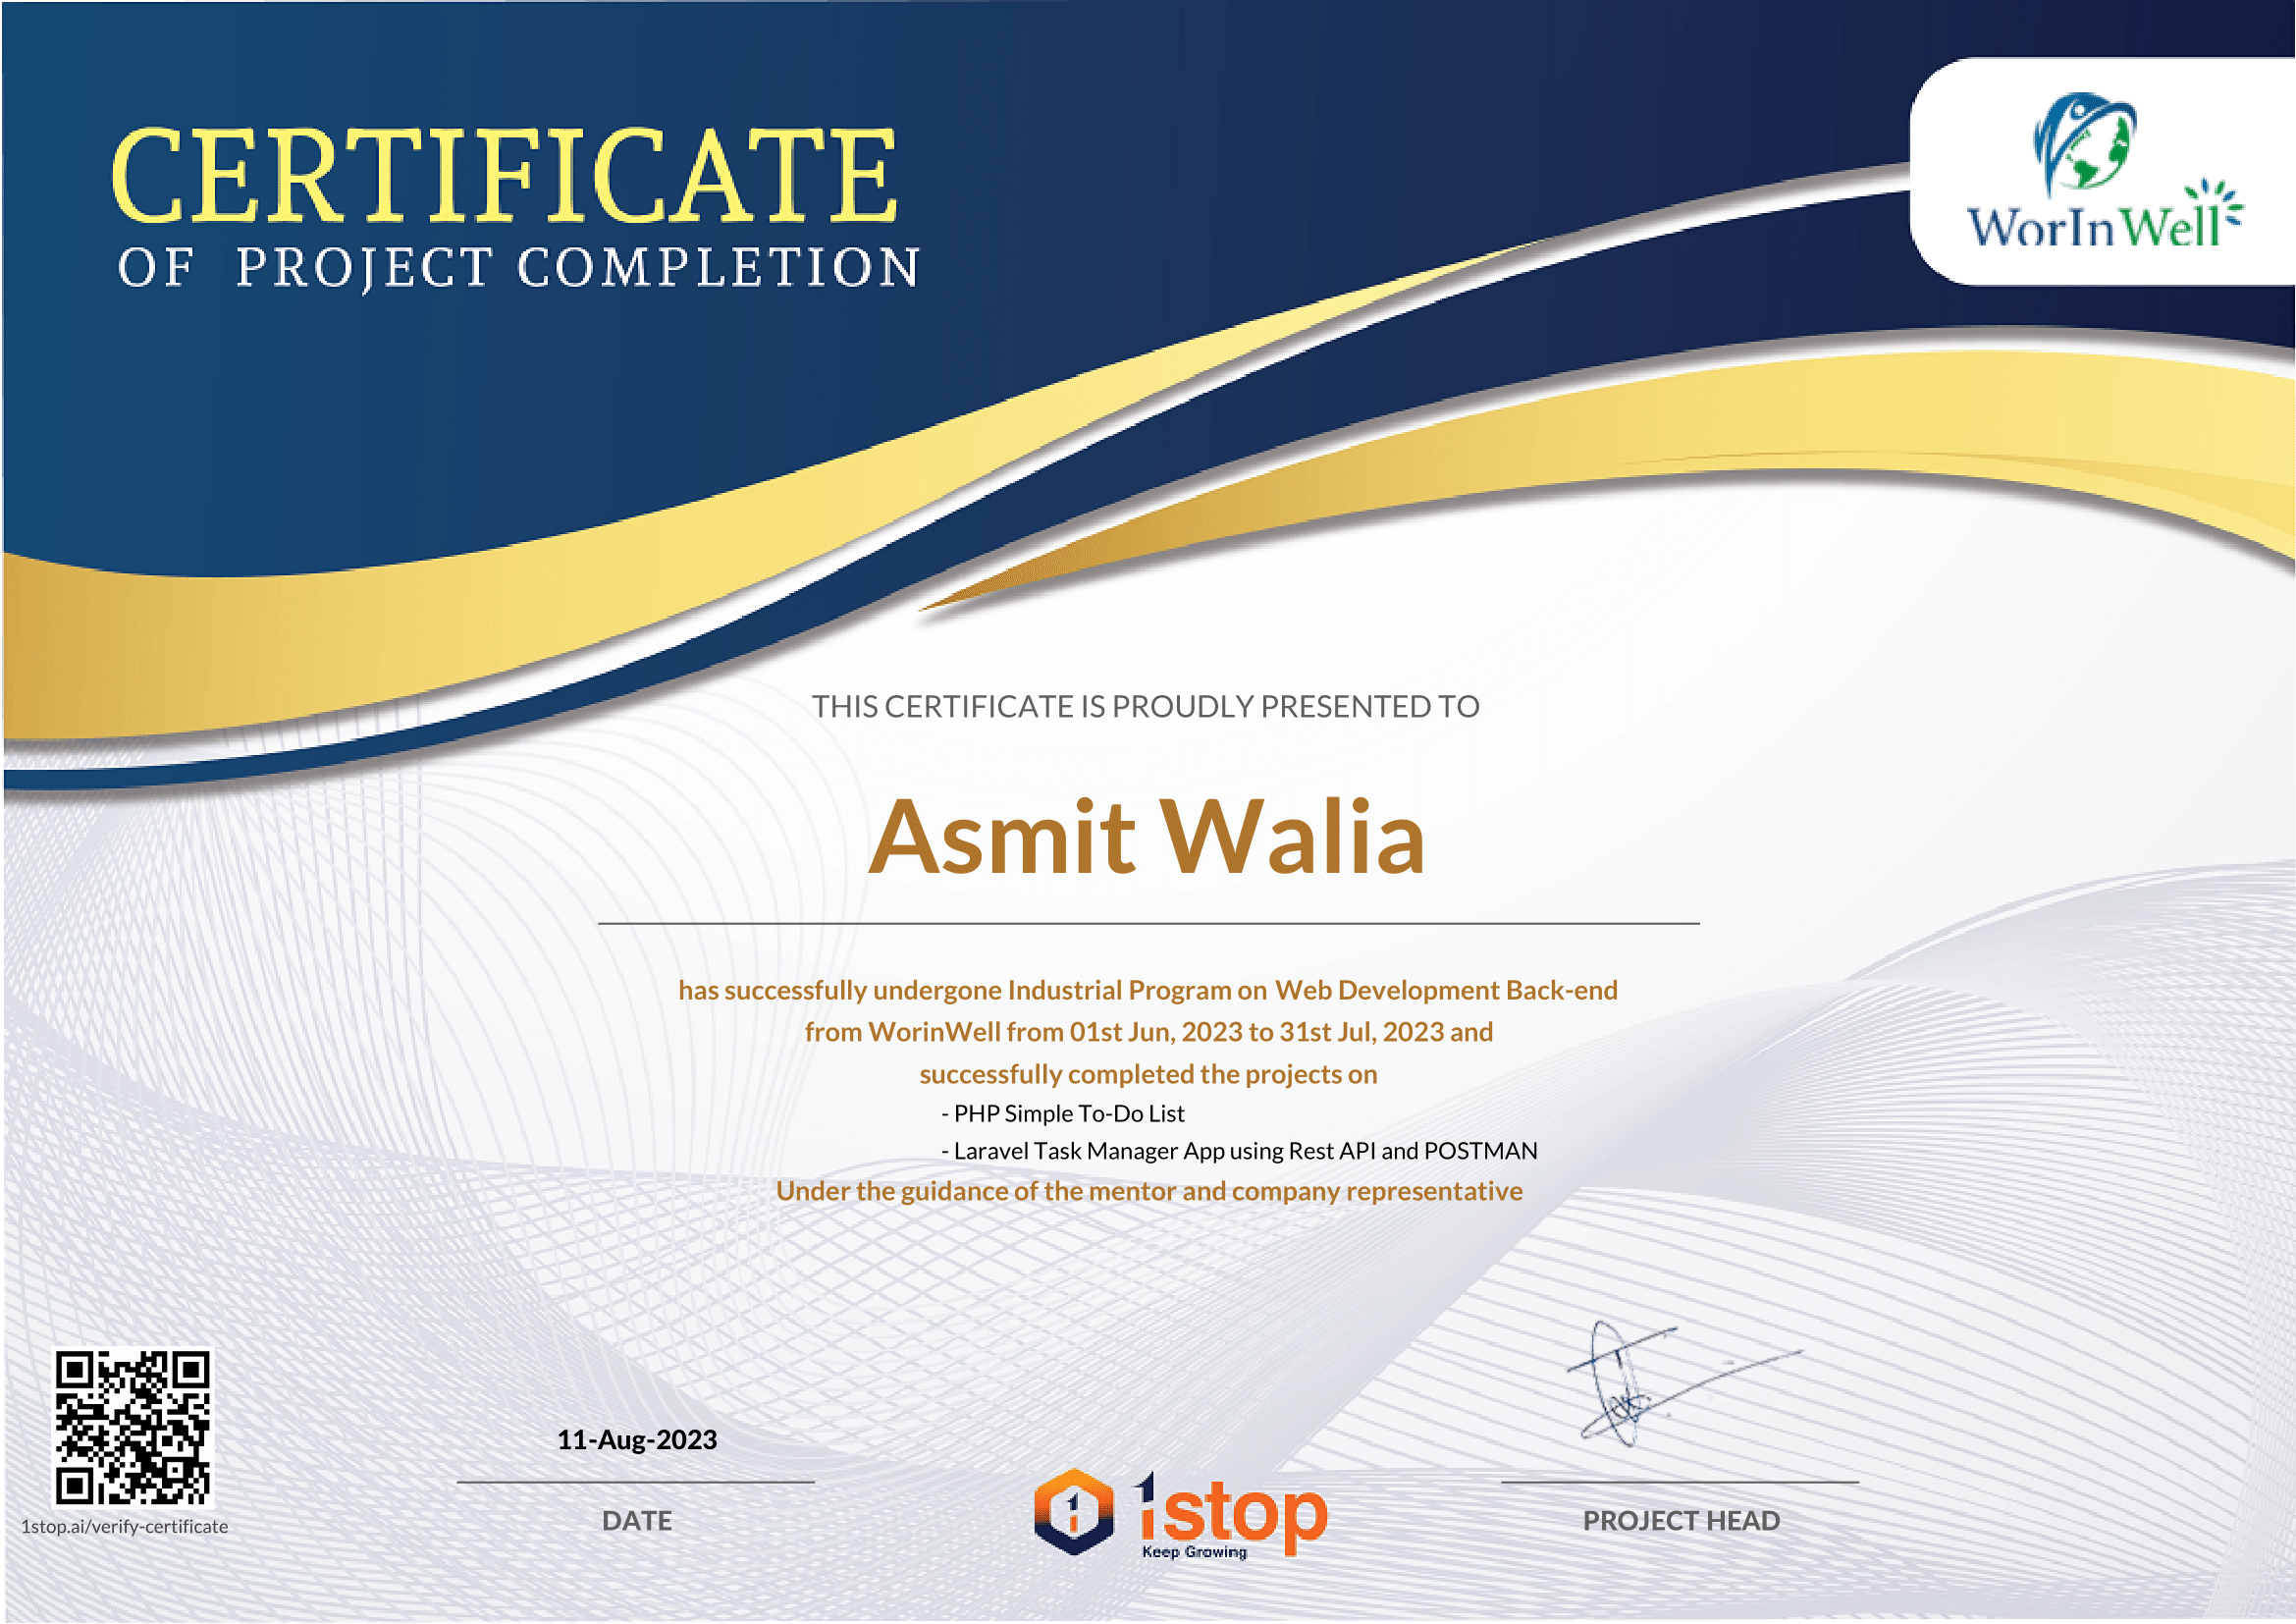 CERTIFICATE
OF PROJECT COMPLETION
WorInWell
THIS CERTIFICATE IS PROUDLY PRESENTED TO
Asmit Walia
has successfully undergone Industrial Program on Web Development Back-end
from WorinWell from 01st Jun, 2023 to 31st Jul, 2023 and
successfully completed the projects on
- PHP Simple To-Do List
- Laravel Task Manager App using Rest API and POSTMAN
Under the guidance of the mentor and company representative
11-Aug-2023
1stop.ai/verify-certificate
DATE
1
1stop
Keep Growing
PROJECT HEAD